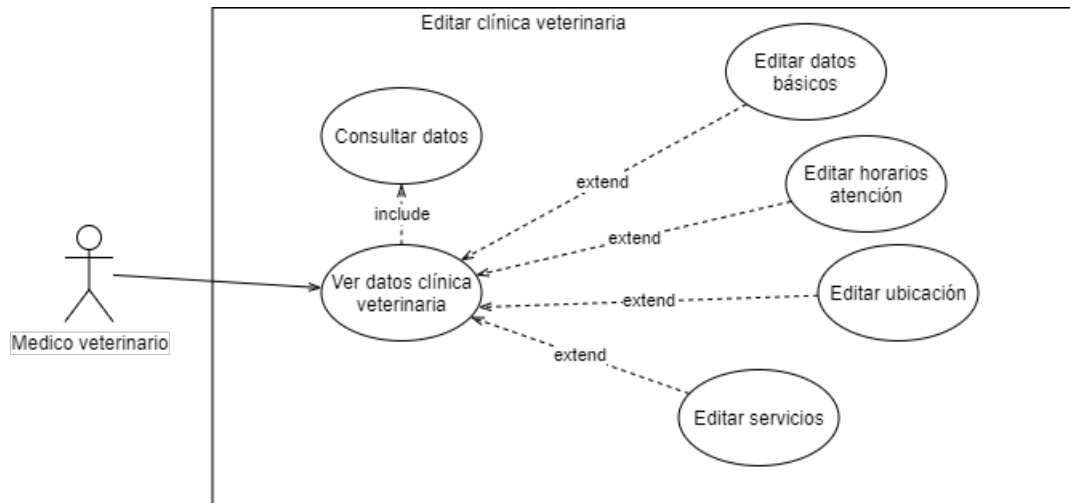 Editar clínica veterinaria
Editar datos
básicos
Consultar datos
Editar horarios
atención
extend
include
extend
Ver datos clínica
veterinaria
extend
Editar ubicación
Medico veterinario
extend
Editar servicios